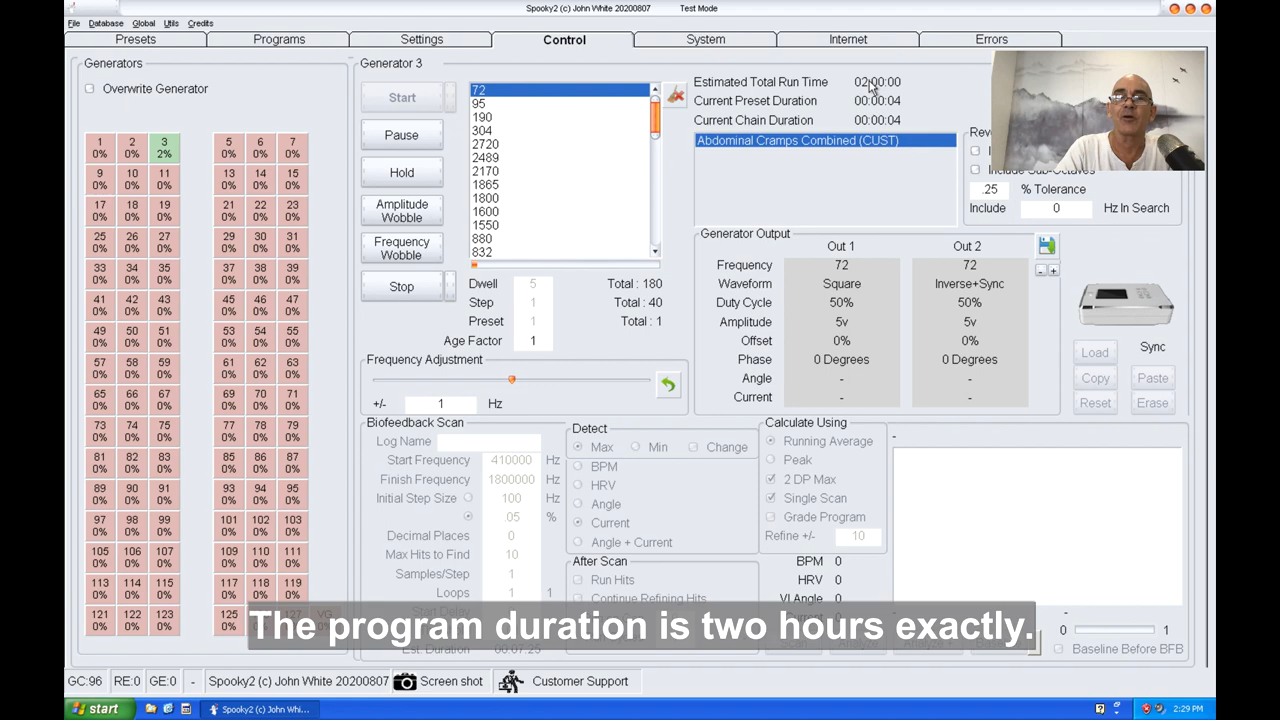 Spooky2 (c) John White 20200807 Test Mode
File Database Global Utils Credits
Presets Programs Settings Control System Internet Errors
Generators
Overwrite Generator
1 2 3 5 6 7
0% 0% 2% 0% 0% 0%
9 10 11 13 14 15
0% 0% 0% 0% 0% 0%
17 18 19 21 22 23
0% 0% 0% 0% 0% 0%
25 26 27 29 30 31
0% 0% 0% 0% 0% 0%
33 34 35 37 38 39
0% 0% 0% 0% 0% 0%
41 42 43 45 46 47
0% 0% 0% 0% 0% 0%
49 50 51 53 54 55
0% 0% 0% 0% 0% 0%
57 58 59 61 62 63
0% 0% 0% 0% 0% 0%
65 66 67 69 70 71
0% 0% 0% 0% 0% 0%
73 74 75 77 78 79
0% 0% 0% 0% 0% 0%
81 82 83 85 86 87
0% 0% 0% 0% 0% 0%
89 90 91 93 94 95
0% 0% 0% 0% 0% 0%
97 98 99 101 102 103
0% 0% 0% 0% 0% 0%
105 106 107 109 110 111
0% 0% 0% 0% 0% 0%
113 114 115 117 118 119
0% 0% 0% 0% 0% 0%
121 122 123 125 127 VG
0% 0% 0%
Generator 3
Start
Pause
Hold
Amplitude
Wobble
Frequency
Wobble
Stop
72
95
190
304
2720
2489
2170
1865
1800
1600
1550
880
832
Dwell 5 Total : 180
Step 1 Total : 40
Preset 1 Total : 1
Age Factor 1
Frequency Adjustment
+/- 1 Hz
Estimated Total Run Time 02:00:00
Current Preset Duration 00:00:04
Current Chain Duration 00:00:04
Abdominal Cramps Combined (CUST)
Include Sub-Octaves
.25 % Tolerance
Include 0 Hz In Search
Generator Output
Out 1 Out 2
Frequency 72 72
Waveform Square Inverse+Sync
Duty Cycle 50% 50%
Amplitude 5v 5v
Offset 0% 0%
Phase 0 Degrees 0 Degrees
Angle - -
Current - -
- +
Load Sync
Copy Paste
Reset Erase
Biofeedback Scan
Log Name
Start Frequency 410000 Hz
Finish Frequency 1800000 Hz
Initial Step Size 100 Hz
.05 %
Decimal Places 0
Max Hits to Find 10
Samples/Step 1
Loops 1 1
Start Delay
Est. Duration 00:07:25
Detect
Max Min Change
BPM
HRV
Angle
Current
Angle + Current
After Scan
Run Hits
Continue Refining Hits
Calculate Using
Running Average
Peak
2 DP Max
Single Scan
Grade Program
Refine +/- 10
BPM 0
HRV 0
VI Angle 0
-
-
0 1
Baseline Before BFB
The program duration is two hours exactly.
GC:96 RE:0 GE:0 - Spooky2 (c) John White 20200807 Screen shot Customer Support
start Spooky2 (c) John Whi... 2:29 PM